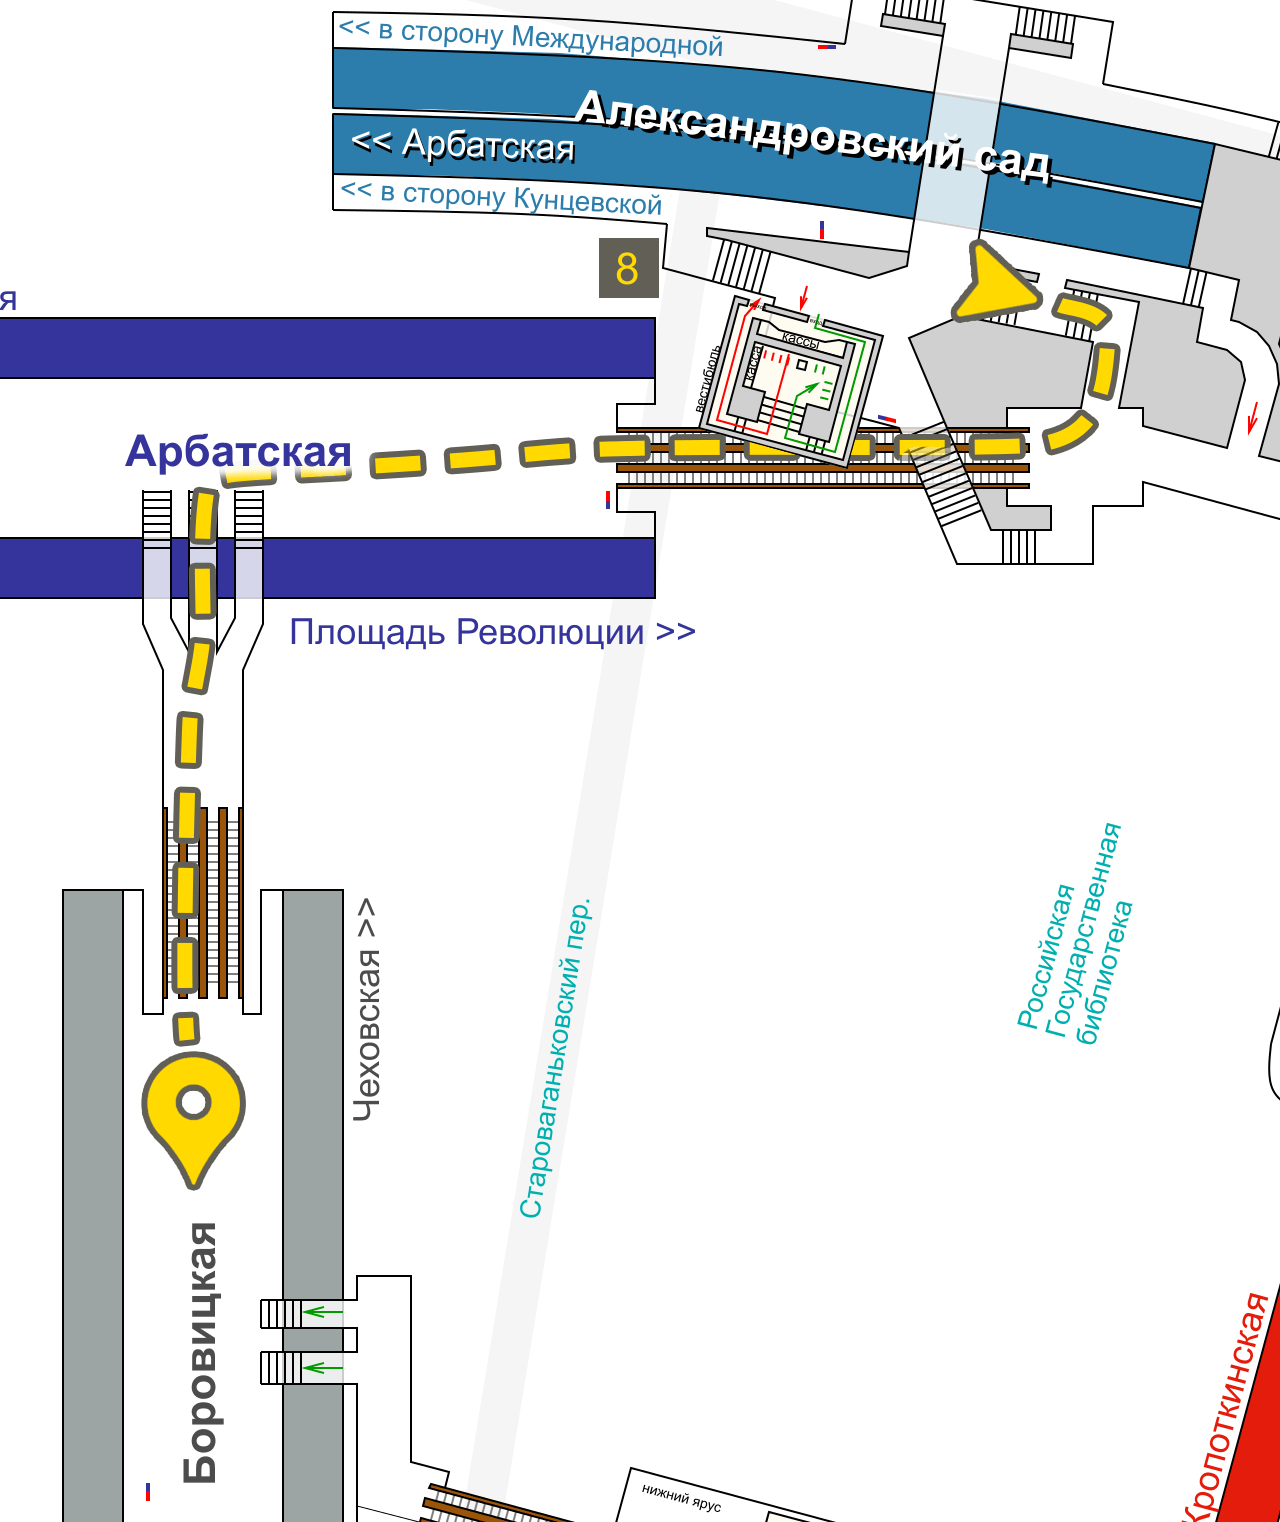 << в сторону Международной
Александровский сад
<< Арбатская
<< в сторону Кунцевской
8
я
кассы
касса
вестибюль
Арбатская
Площадь Революции >>
Чеховская >>
Староваганьковский пер.
Российская
Государственная
библиотека
Боровицкая
Кропоткинская
нижний ярус